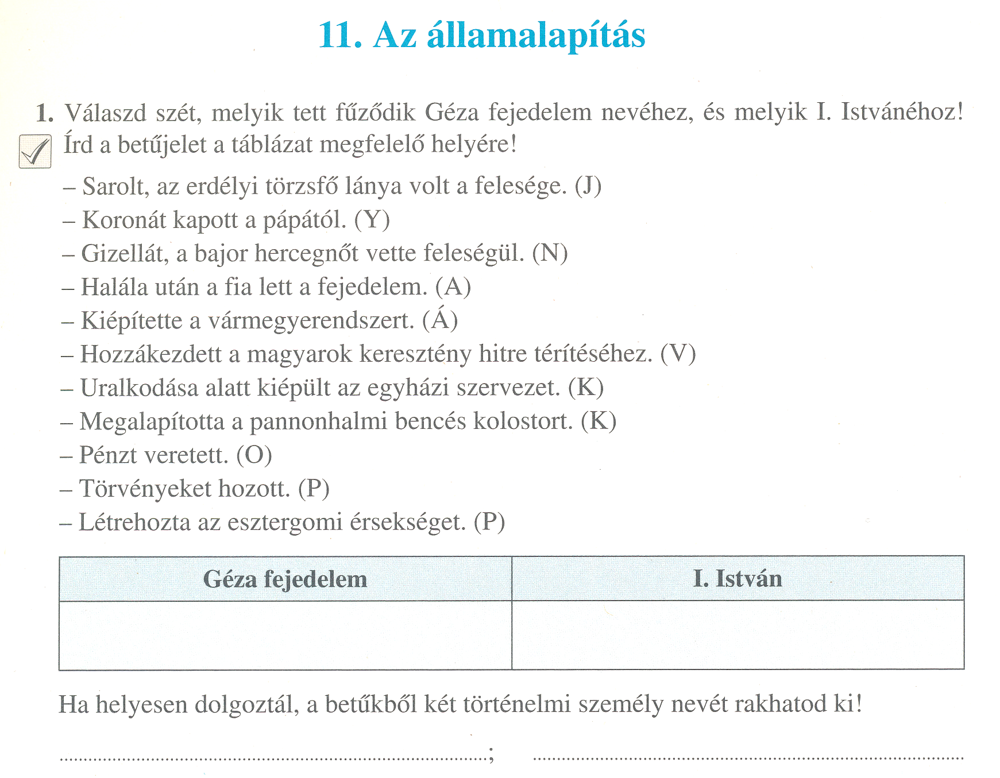 11. Az államalapítás
1. Válaszd szét, melyik tett fűződik Géza fejedelem nevéhez, és melyik I. Istvánéhoz!
Írd a betűjelet a táblázat megfelelő helyére!
– Sarolt, az erdélyi törzsfő lánya volt a felesége. (J)
– Koronát kapott a pápától. (Y)
– Gizellát, a bajor hercegnőt vette feleségül. (N)
– Halála után a fia lett a fejedelem. (A)
– Kiépítette a vármegyerendszert. (Á)
– Hozzákezdett a magyarok keresztény hitre térítéséhez. (V)
– Uralkodása alatt kiépült az egyházi szervezet. (K)
– Megalapította a pannonhalmi bencés kolostort. (K)
– Pénzt veretett. (O)
– Törvényeket hozott. (P)
– Létrehozta az esztergomi érsekséget. (P)
Géza fejedelem I. István
Ha helyesen dolgoztál, a betűkből két történelmi személy nevét rakhatod ki!
..........................................................................................; ..........................................................................................